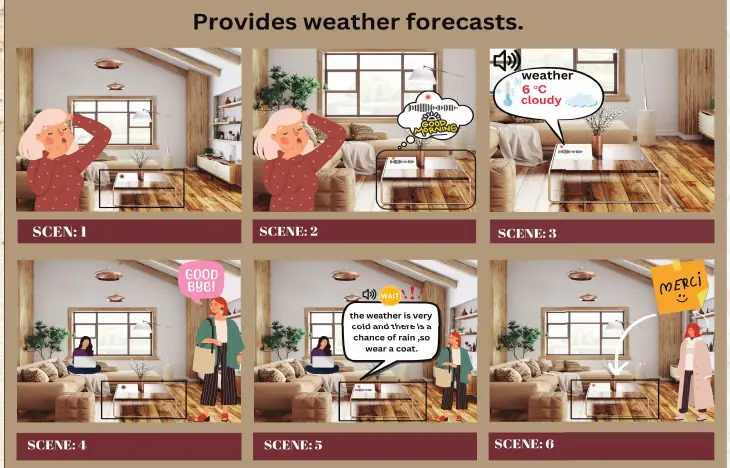 Provides weather forecasts.
GOOD
MORNING
weather
6 °C
cloudy
SCEN: 1
SCENE: 2
SCENE: 3
GOOD
BYE!
WAIT
!!
the weather is very
cold and there is a
chance of rain ,so
wear a coat.
MERCI
SCENE: 4
SCENE: 5
SCENE: 6